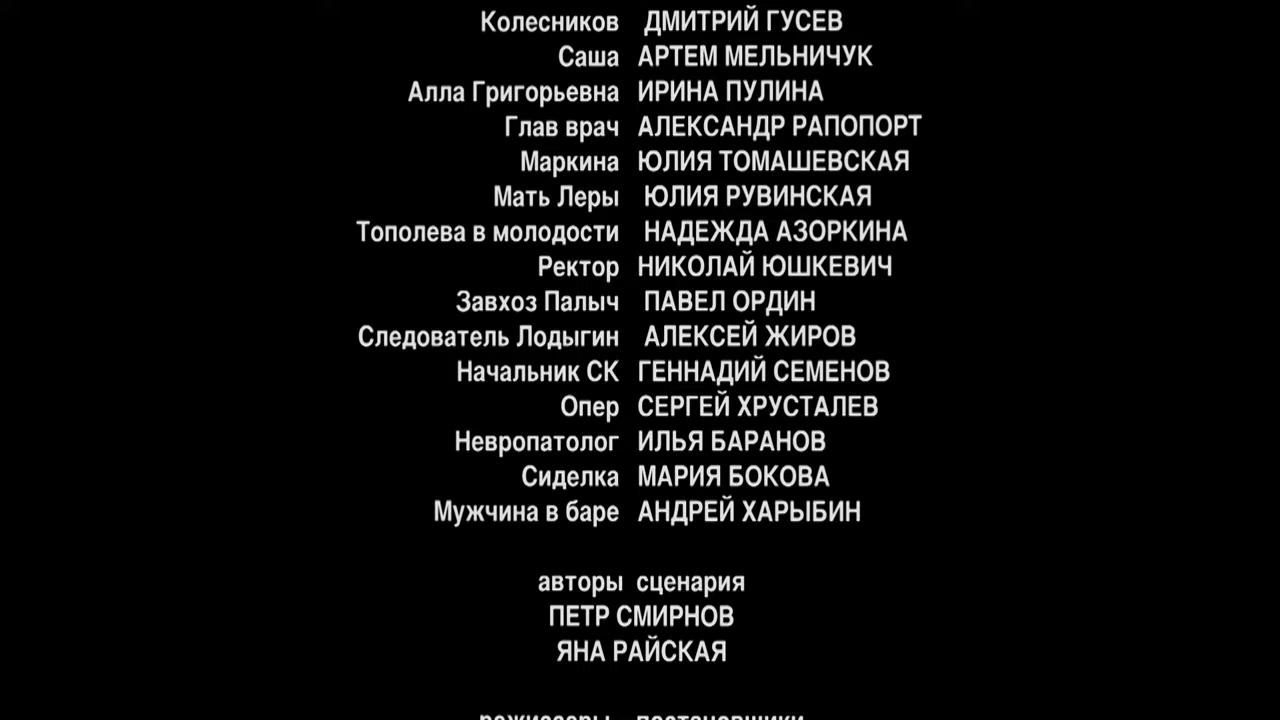 Колесников ДМИТРИЙ ГУСЕВ
Саша АРТЕМ МЕЛЬНИЧУК
Алла Григорьевна ИРИНА ПУЛИНА
Глав врач АЛЕКСАНДР РАПОПОРТ
Маркина ЮЛИЯ ТОМАШЕВСКАЯ
Мать Леры ЮЛИЯ РУВИНСКАЯ
Тополева в молодости НАДЕЖДА АЗОРКИНА
Ректор НИКОЛАЙ ЮШКЕВИЧ
Завхоз Палыч ПАВЕЛ ОРДИН
Следователь Лодыгин АЛЕКСЕЙ ЖИРОВ
Начальник СК ГЕННАДИЙ СЕМЕНОВ
Опер СЕРГЕЙ ХРУСТАЛЕВ
Невропатолог ИЛЬЯ БАРАНОВ
Сиделка МАРИЯ БОКОВА
Мужчина в баре АНДРЕЙ ХАРЫБИН
авторы сценария
ПЕТР СМИРНОВ
ЯНА РАЙСКАЯ
режиссеры постановщики